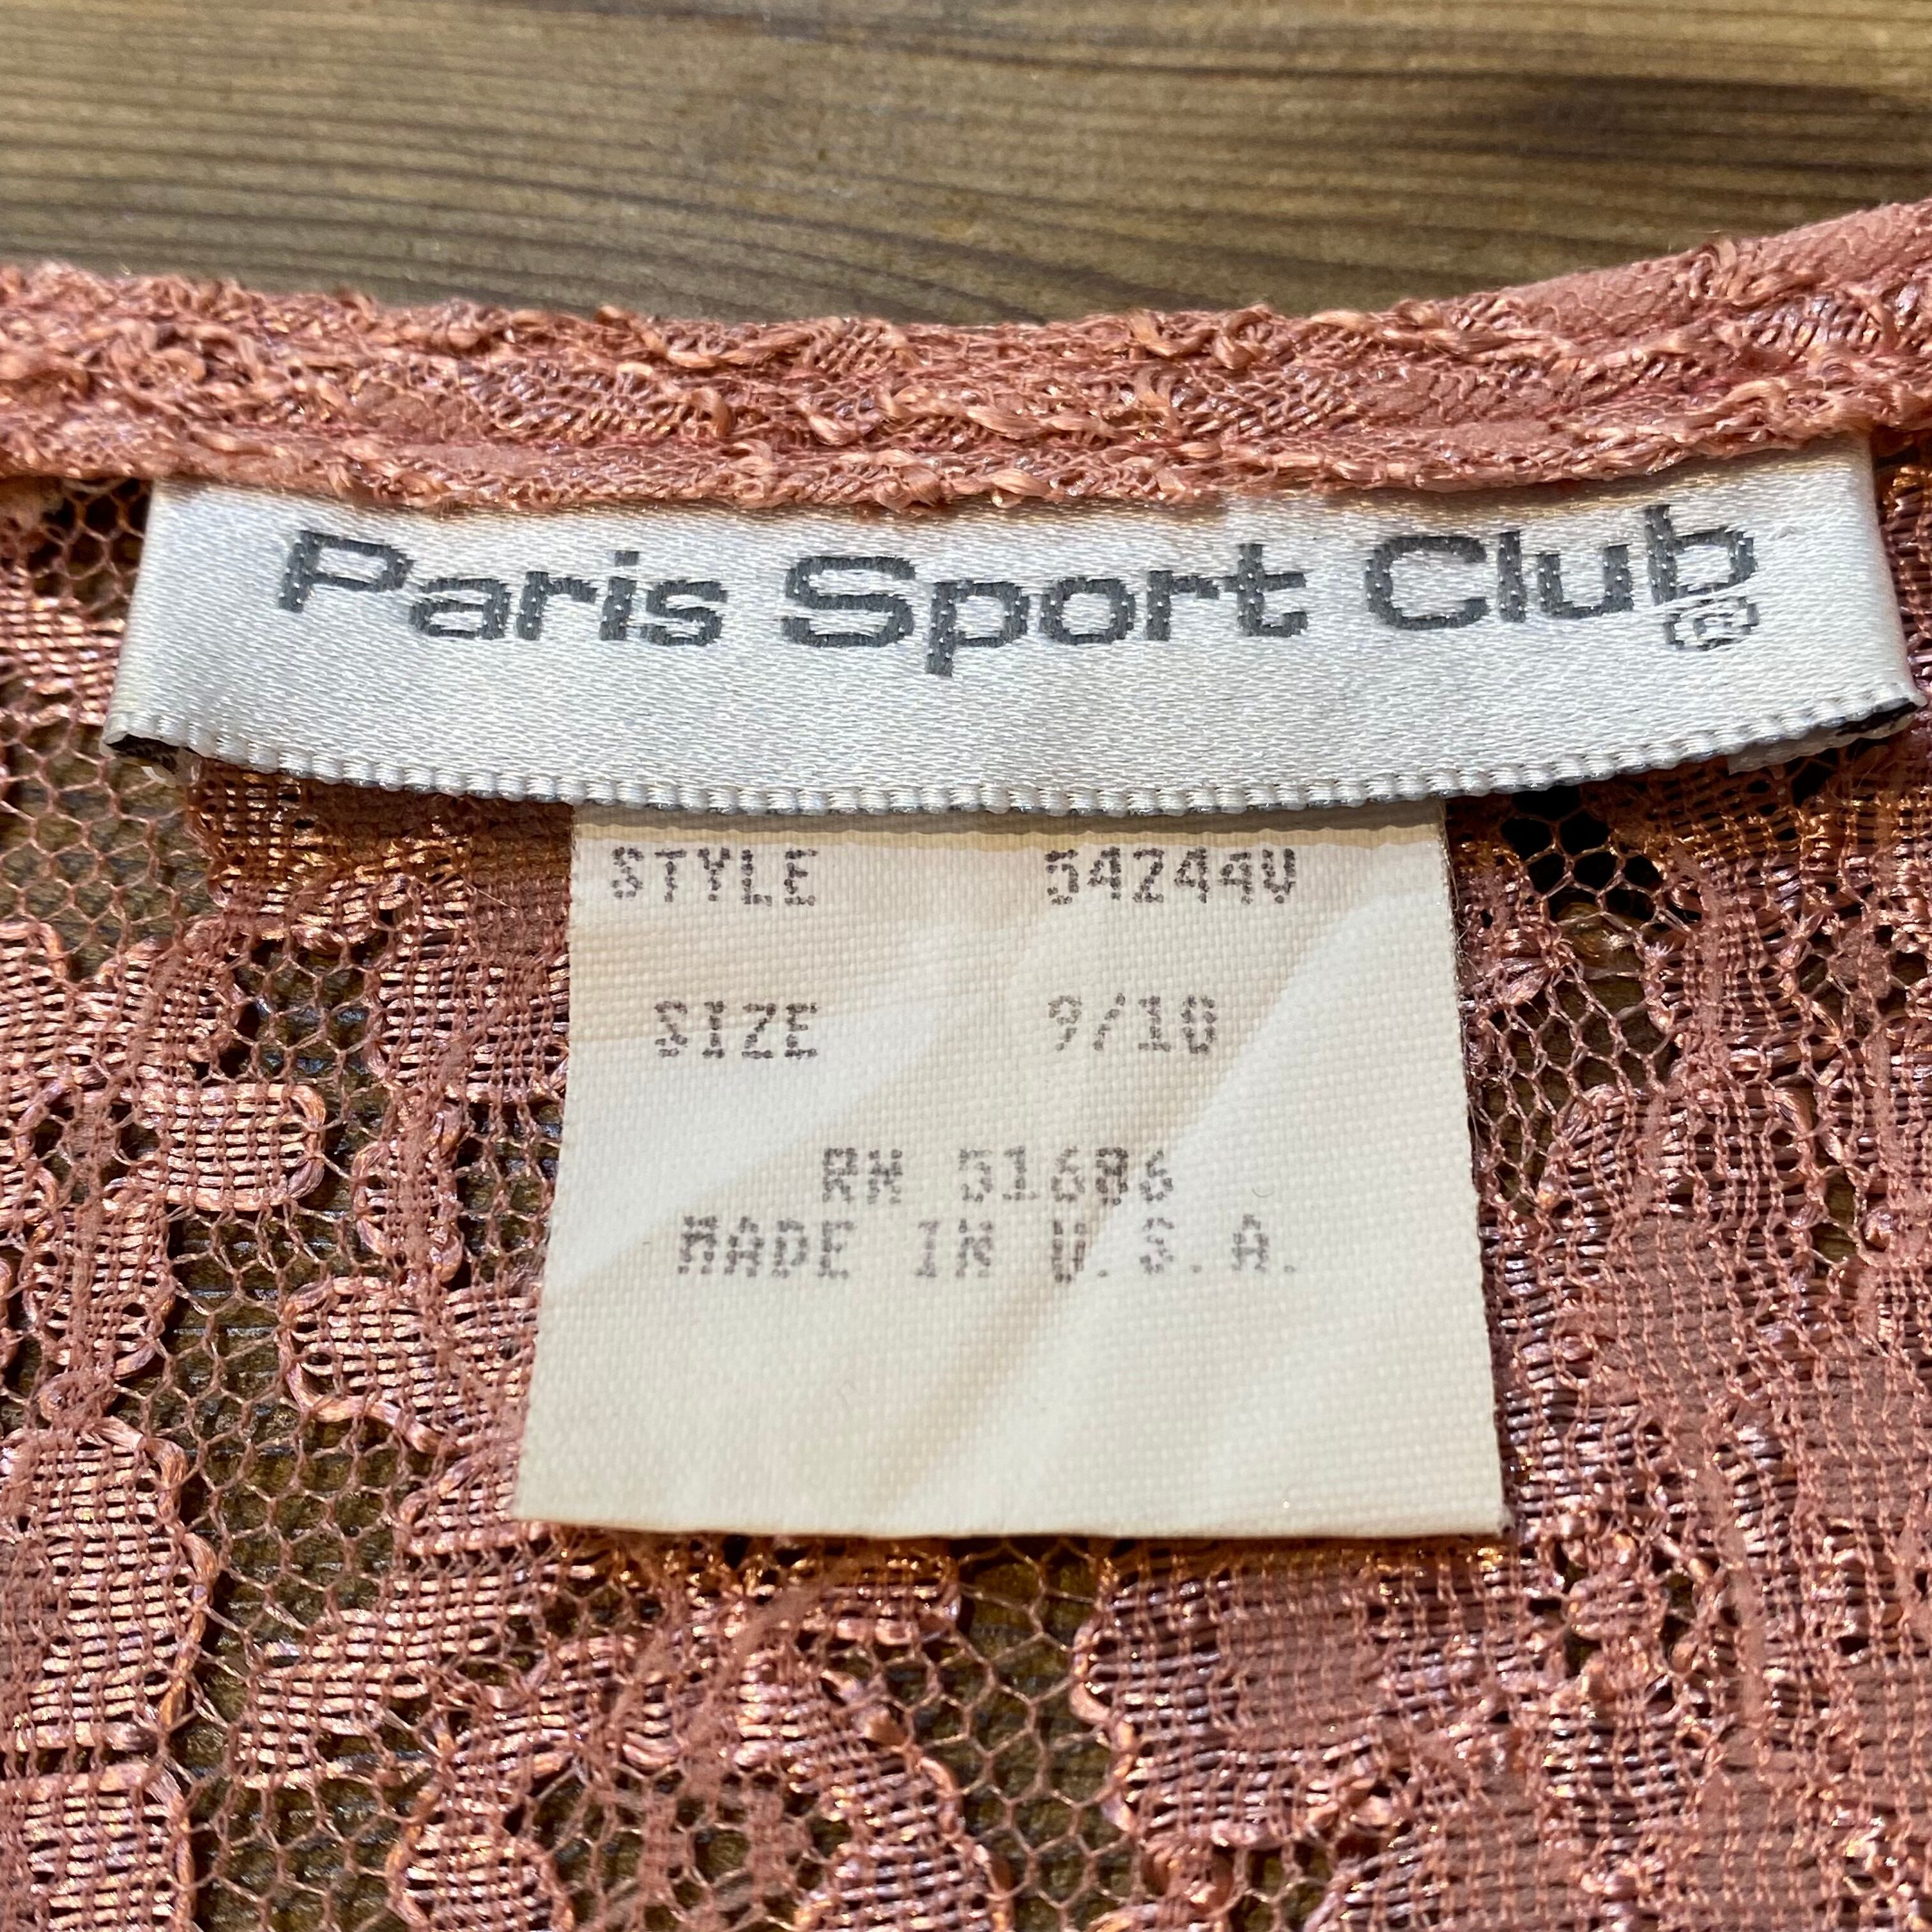 Paris Sport Club®
STYLE 54244V
SIZE 9/10
RN 51686
MADE IN U.S.A.